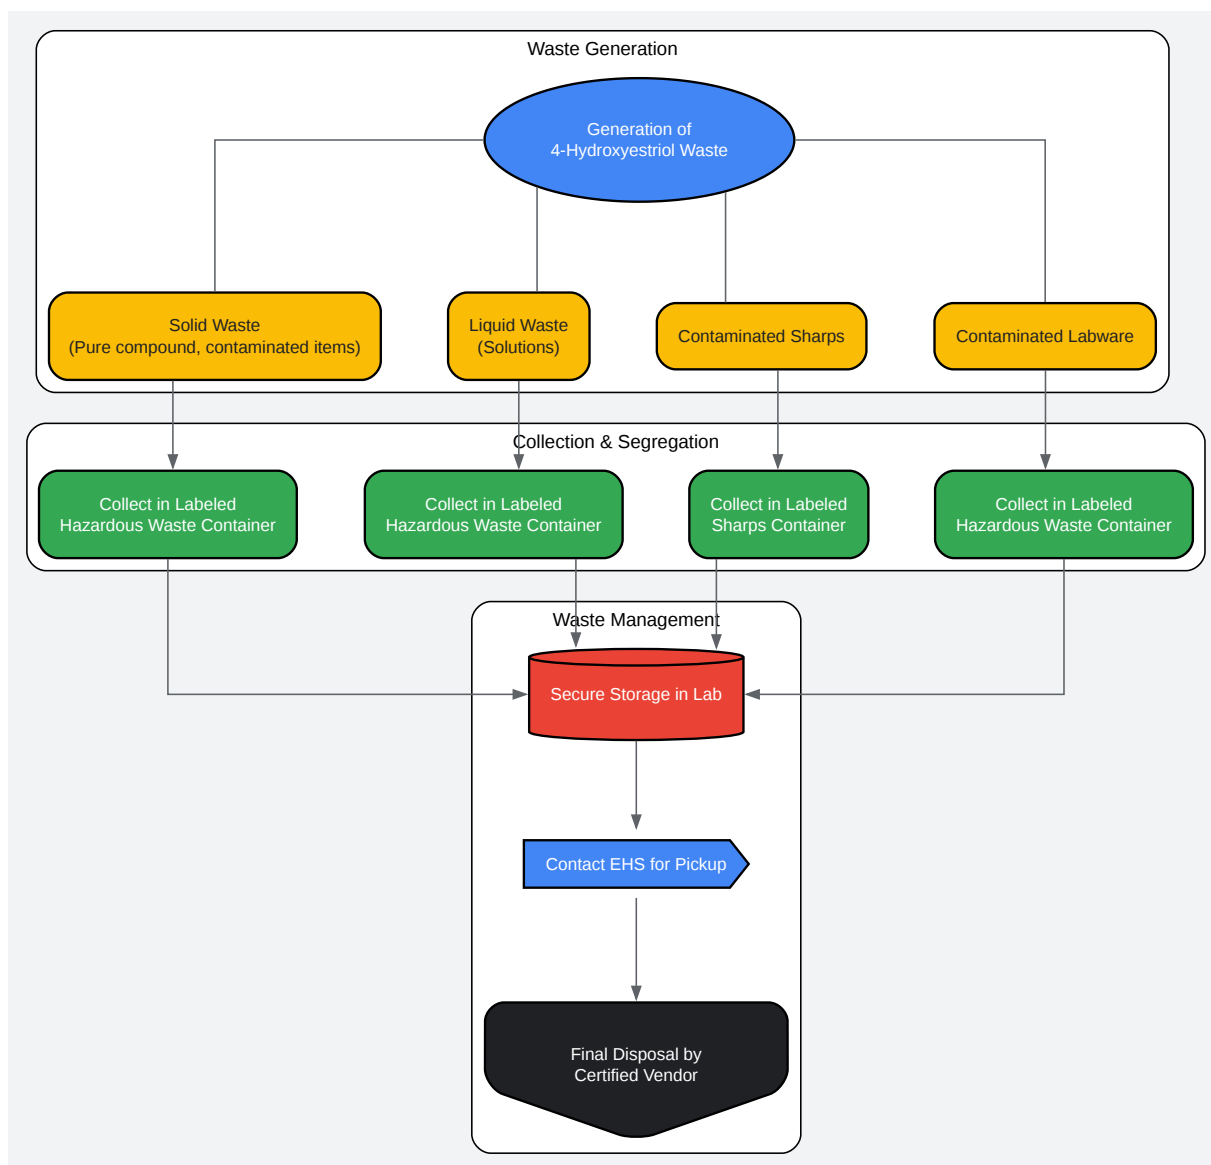 Waste Generation
Generation of
4-Hydroxyestriol Waste
Solid Waste
(Pure compound, contaminated items)
Liquid Waste
(Solutions)
Contaminated Sharps
Contaminated Labware
Collection & Segregation
Collect in Labeled
Hazardous Waste Container
Collect in Labeled
Hazardous Waste Container
Collect in Labeled
Sharps Container
Collect in Labeled
Hazardous Waste Container
Waste Management
Secure Storage in Lab
Contact EHS for Pickup
Final Disposal by
Certified Vendor